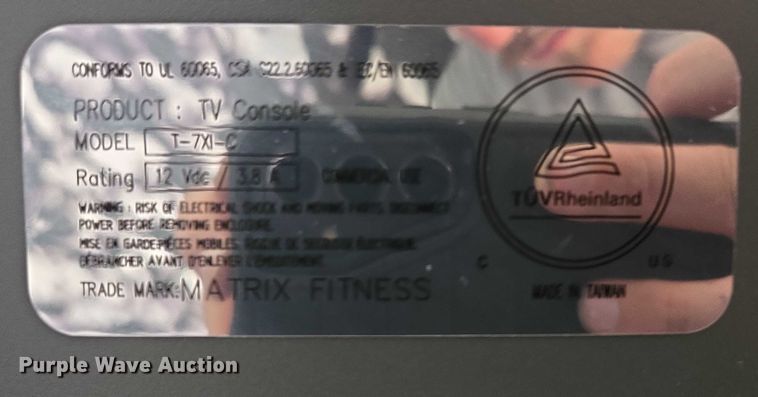 CONFORMS TO UL 60065, CSA C22.2.60065 & IEC/EN 60065
PRODUCT : TV Console
MODEL T-7XI-C
Rating 12 Vdc / 3.8 A COMMERCIAL USE
WARNING : RISK OF ELECTRICAL SHOCK AND MOVING PARTS. DISCONNECT
POWER BEFORE REMOVING ENCLOSURE.
MISE EN GARDE:PIÈCES MOBILES. RISQUE DE SECOUSSE ÉLECTRIQUE.
DÉBRANCHER AVANT D'ENLEVER
TRADE MARK:MATRIX FITNESS
TÜVRheinland
C US
MADE IN TAIWAN
Purple Wave Auction